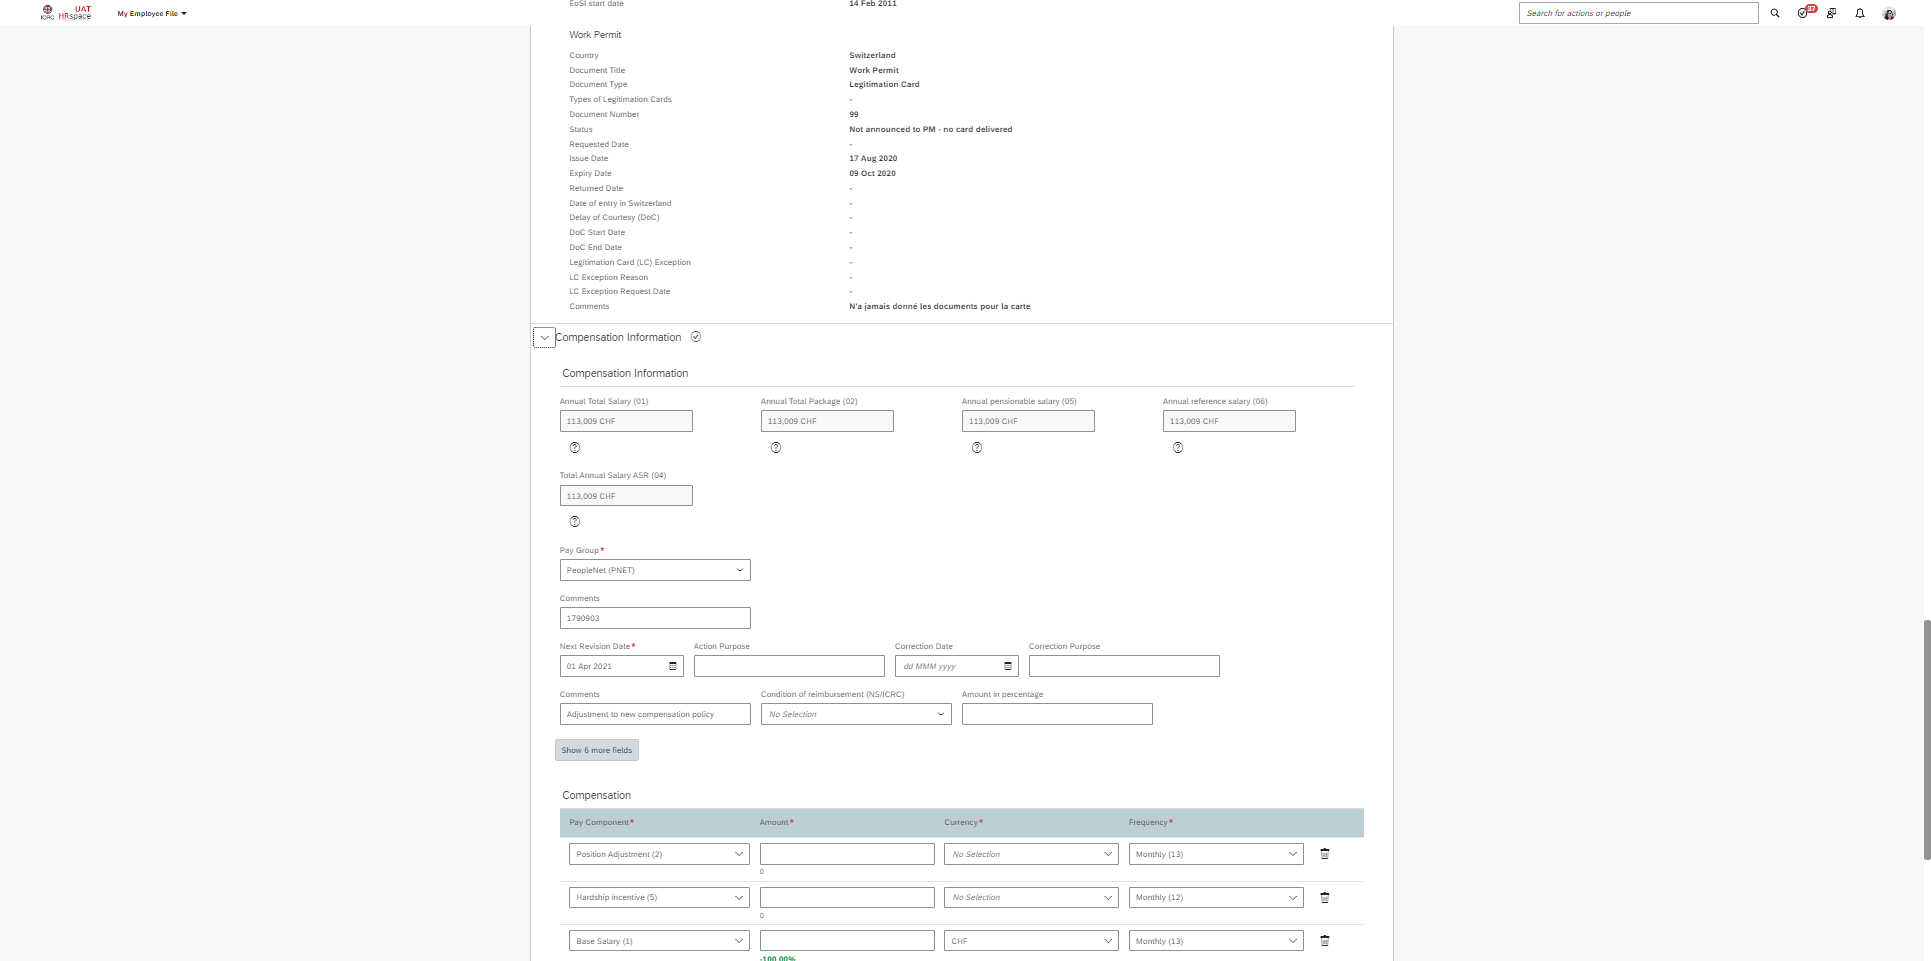 ICRC UAT HRspace My Employee File Search for actions or people 37
EoSI start date 14 Feb 2011
Work Permit
Country Switzerland
Document Title Work Permit
Document Type Legitimation Card
Types of Legitimation Cards -
Document Number 99
Status Not announced to PM - no card delivered
Requested Date -
Issue Date 17 Aug 2020
Expiry Date 09 Oct 2020
Returned Date -
Date of entry in Switzerland -
Delay of Courtesy (DoC) -
DoC Start Date -
DoC End Date -
Legitimation Card (LC) Exception -
LC Exception Reason -
LC Exception Request Date -
Comments N'a jamais donné les documents pour la carte
Compensation Information
Compensation Information
Annual Total Salary (01) Annual Total Package (02) Annual pensionable salary (05) Annual reference salary (06)
113,009 CHF 113,009 CHF 113,009 CHF 113,009 CHF
Total Annual Salary ASR (04)
113,009 CHF
Pay Group*
PeopleNet (PNET)
Comments
1790903
Next Revision Date* Action Purpose Correction Date Correction Purpose
01 Apr 2021 dd MMM yyyy
Comments Condition of reimbursement (NS/ICRC) Amount in percentage
Adjustment to new compensation policy No Selection
Show 6 more fields
Compensation
Pay Component* Amount* Currency* Frequency*
Position Adjustment (2) No Selection Monthly (13)
0
Hardship incentive (5) No Selection Monthly (12)
0
Base Salary (1) CHF Monthly (13)
-100.00%